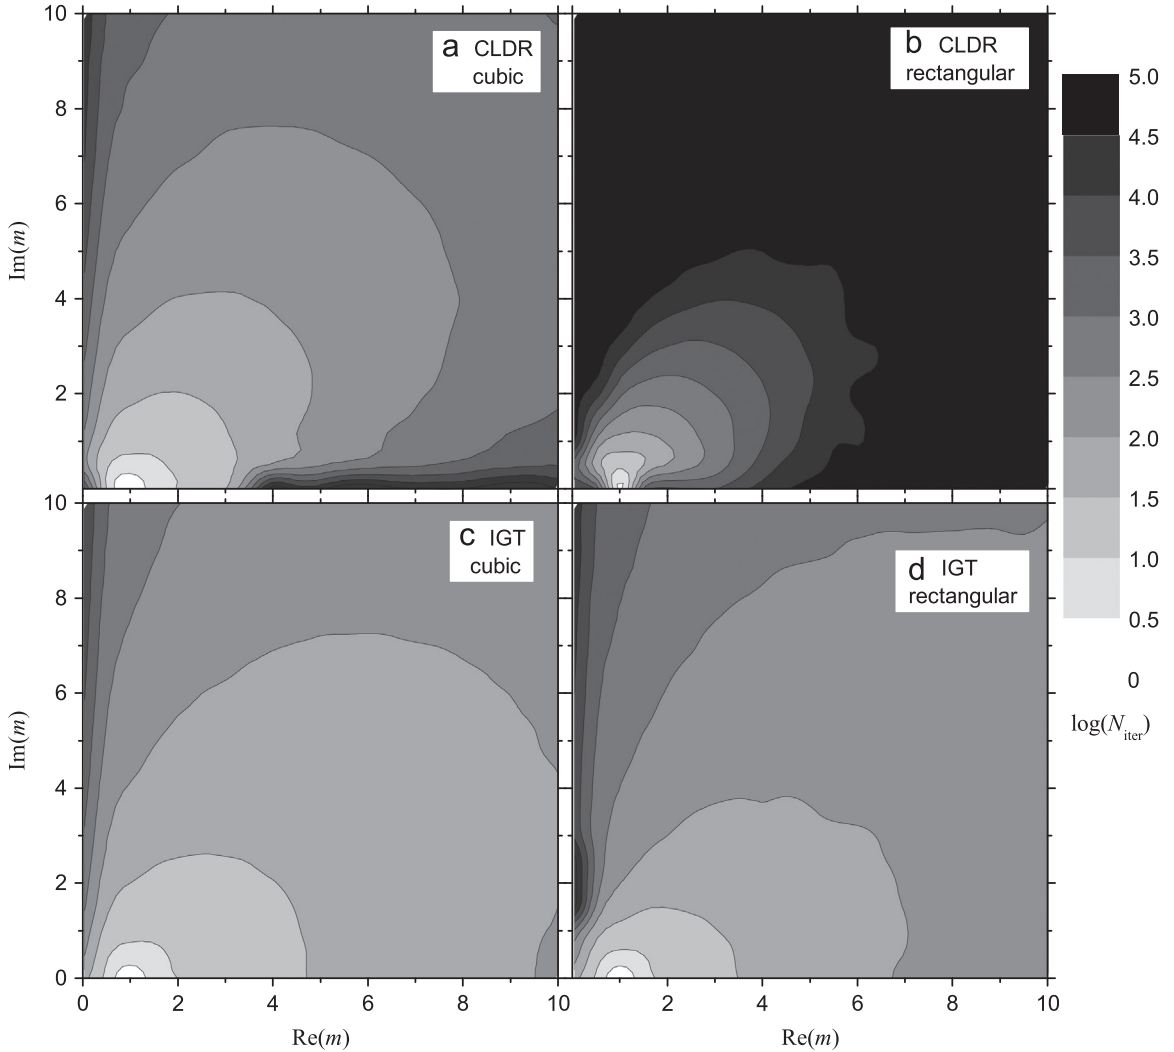 10
8
6
4
2
Im(m)
a CLDR
cubic
b CLDR
rectangular
5.0
4.5
4.0
3.5
3.0
2.5
2.0
1.5
1.0
0.5
0
log(N_iter)
10
8
6
4
2
0
Im(m)
c IGT
cubic
d IGT
rectangular
0 2 4 6 8 10
2 4 6 8 10
Re(m) Re(m)